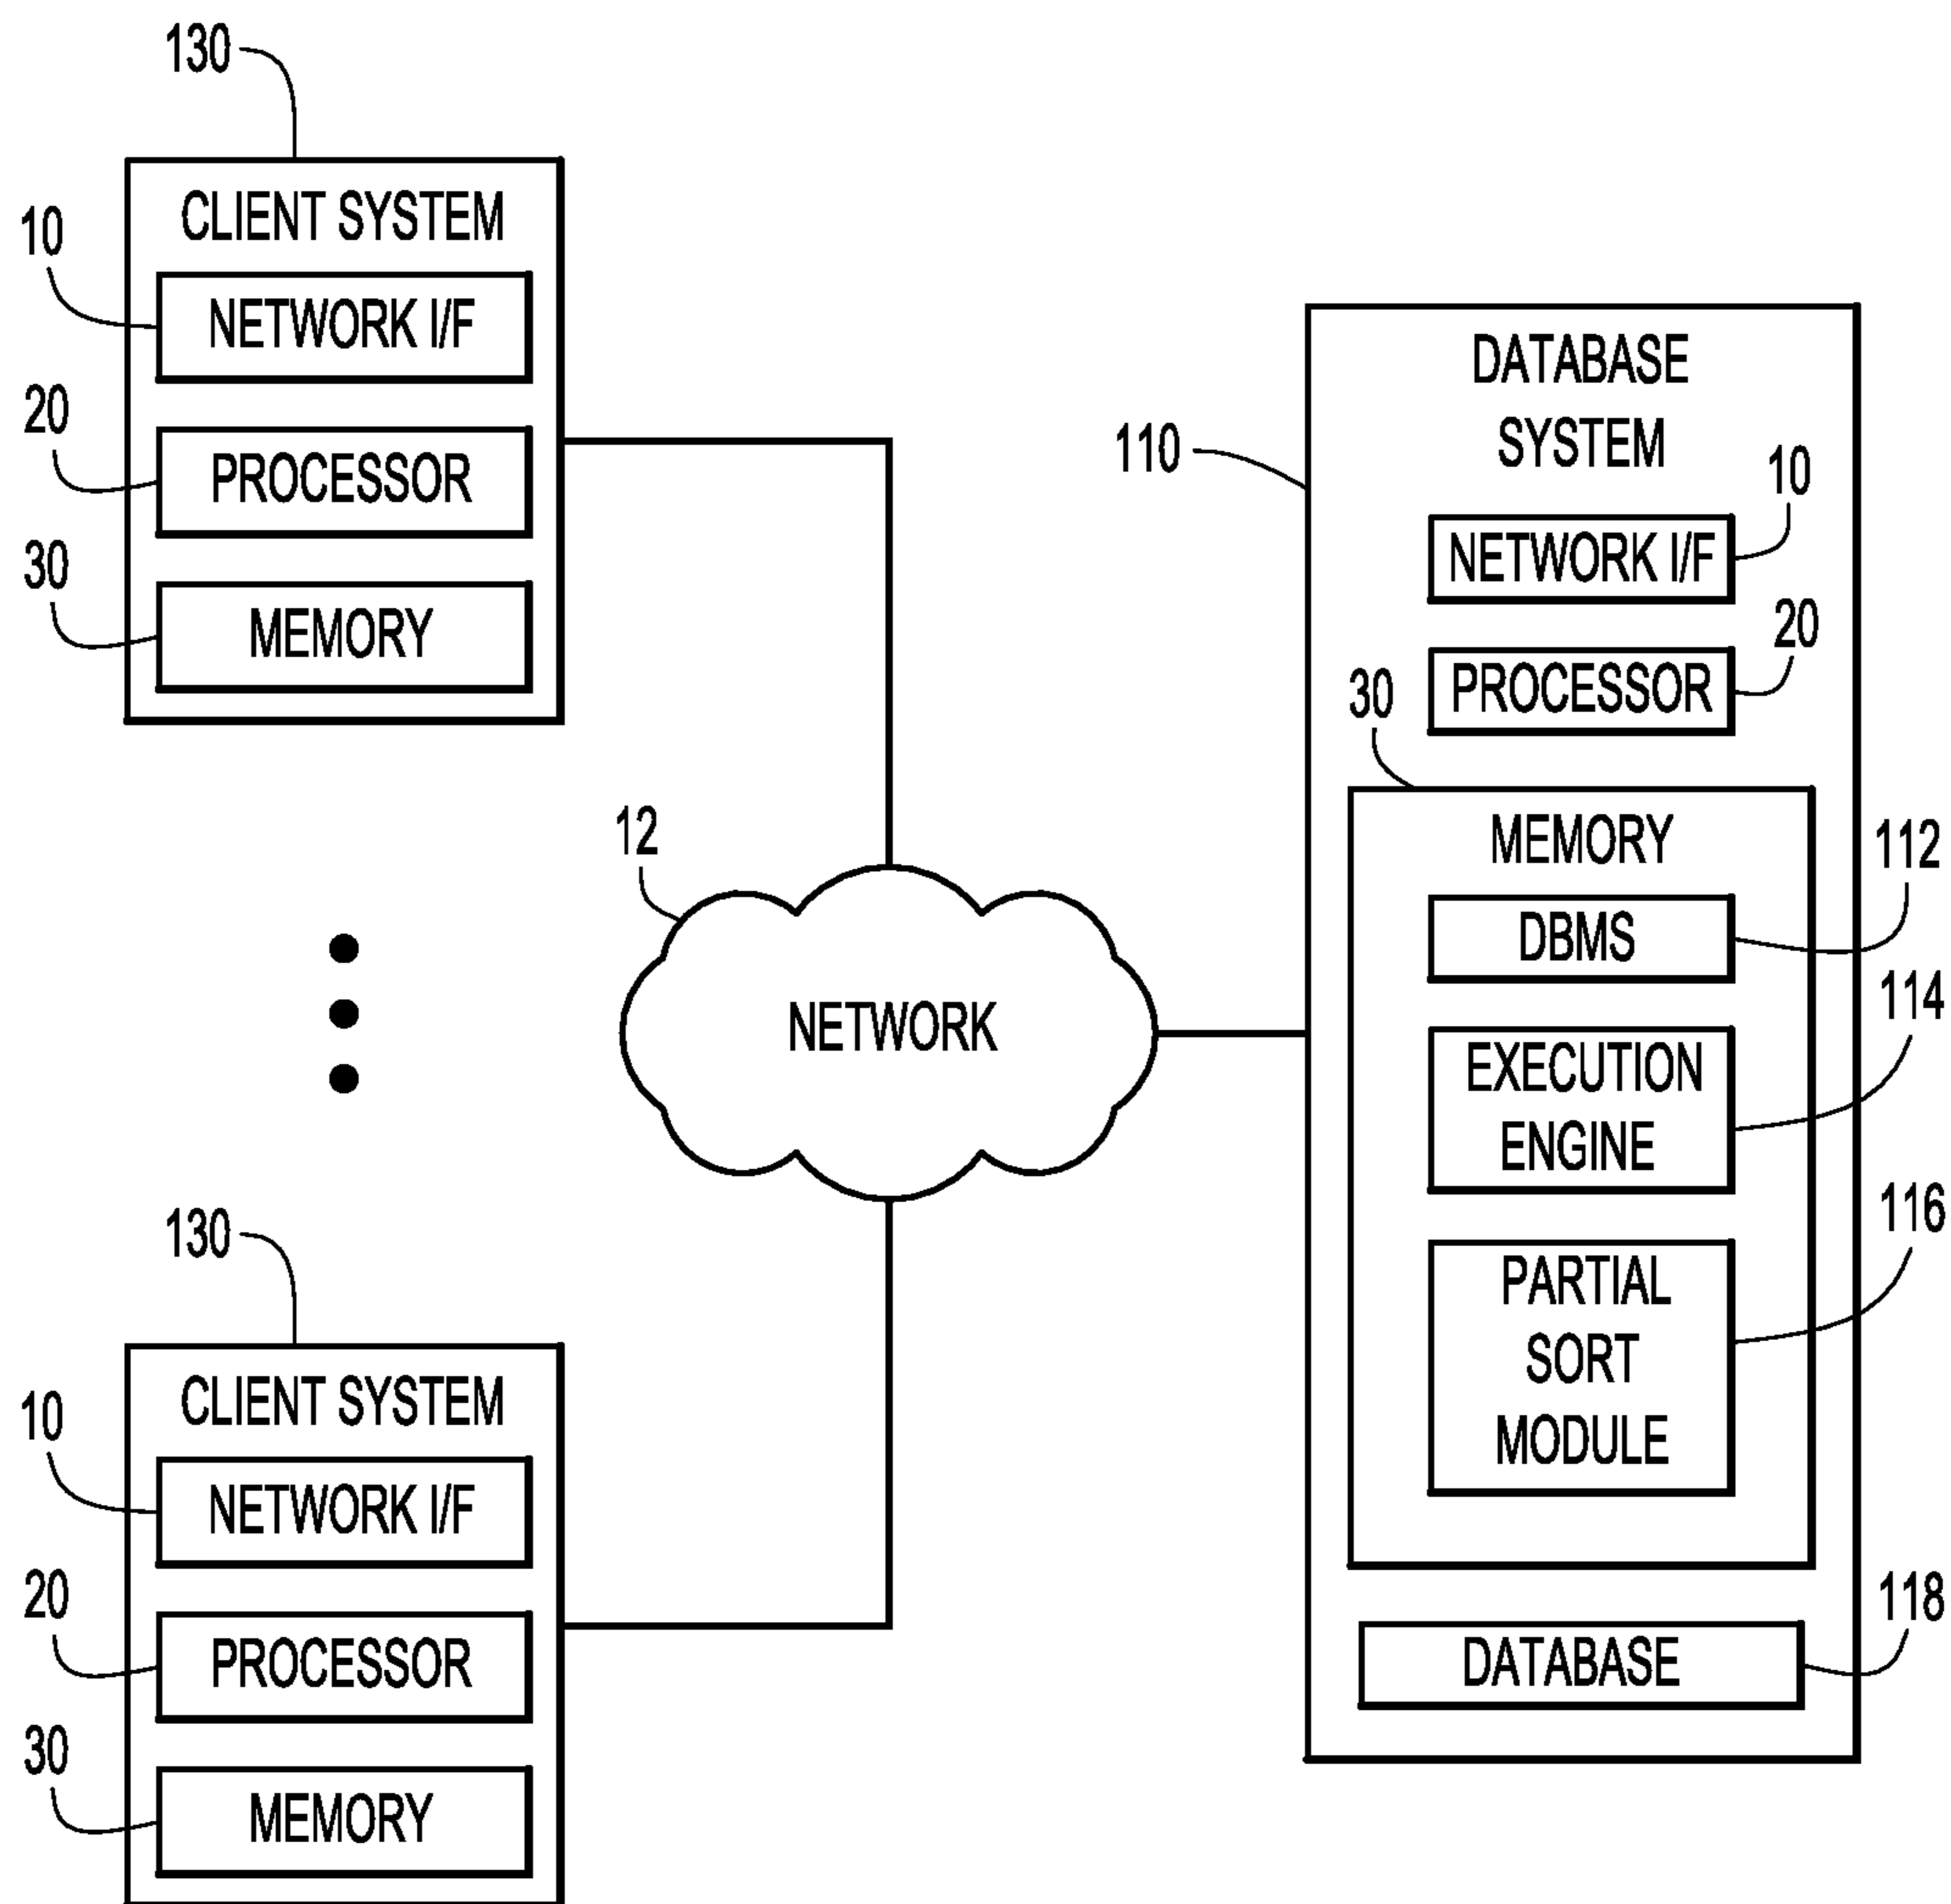 130
CLIENT SYSTEM
10
NETWORK I/F
20
PROCESSOR
30
MEMORY
12
NETWORK
130
CLIENT SYSTEM
10
NETWORK I/F
20
PROCESSOR
30
MEMORY
110
DATABASE
SYSTEM
10
NETWORK I/F
20
PROCESSOR
30
MEMORY
112
DBMS
114
EXECUTION
ENGINE
116
PARTIAL
SORT
MODULE
118
DATABASE